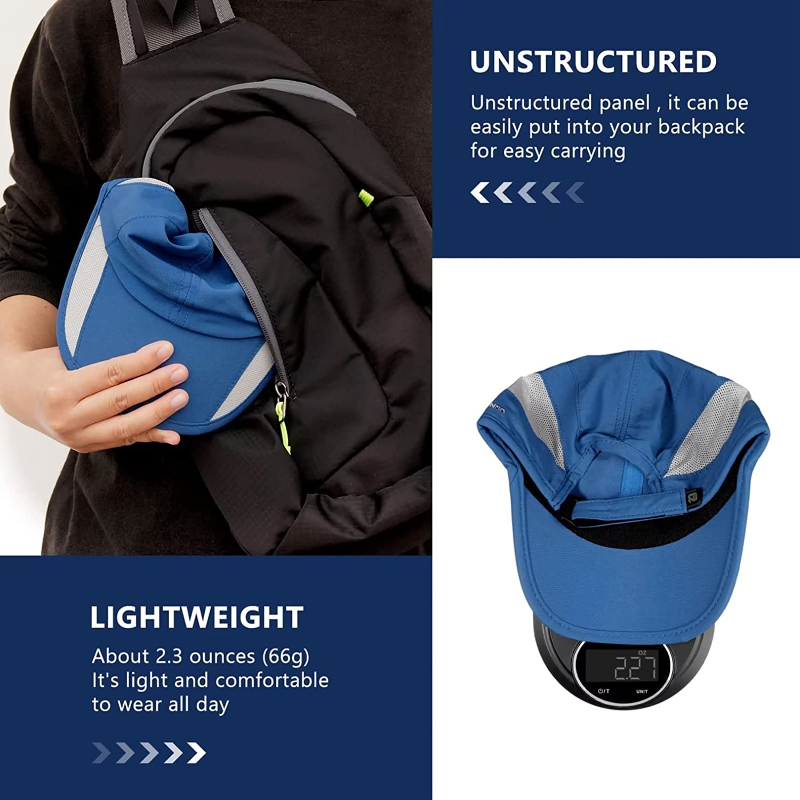 UNSTRUCTURED
Unstructured panel , it can be
easily put into your backpack
for easy carrying
LIGHTWEIGHT
About 2.3 ounces (66g)
It's light and comfortable
to wear all day
OZ
2.27
UNIT